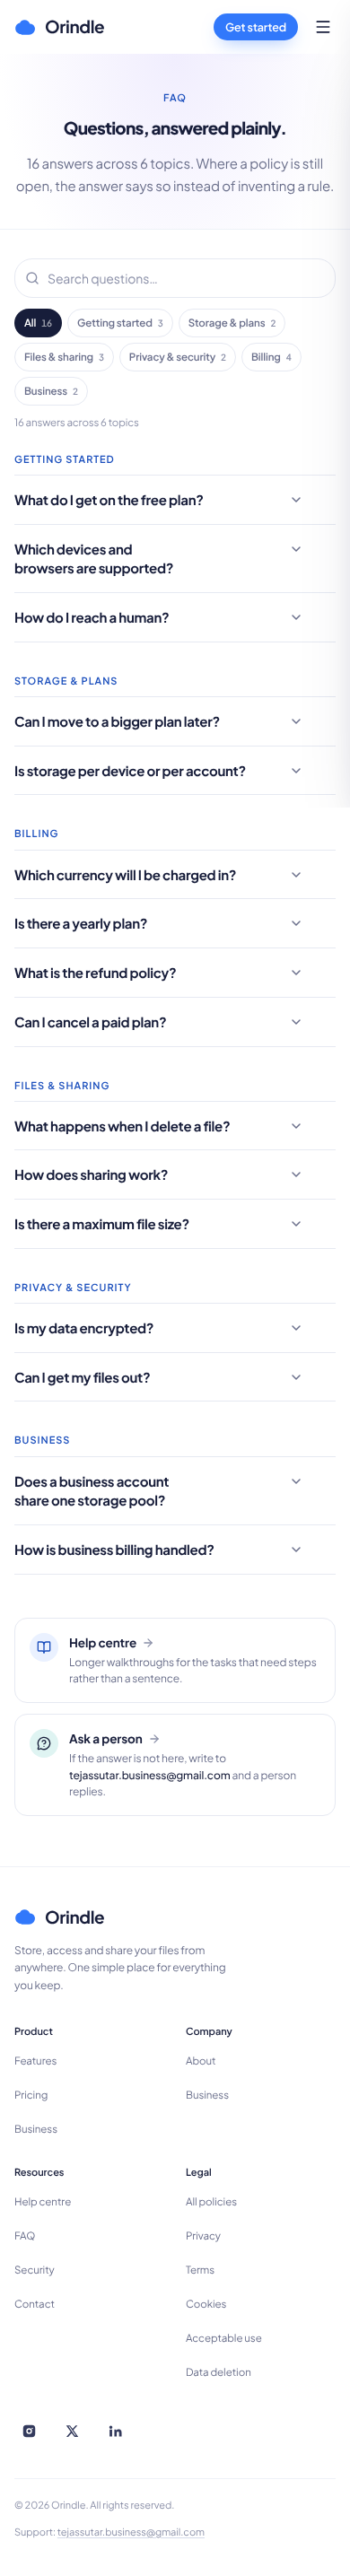 Orindle
Get started
FAQ
Questions, answered plainly.
16 answers across 6 topics. Where a policy is still
open, the answer says so instead of inventing a rule.
Search questions...
All 16
Getting started 3
Storage & plans 2
Files & sharing 3
Privacy & security 2
Billing 4
Business 2
16 answers across 6 topics
GETTING STARTED
What do I get on the free plan?
Which devices and
browsers are supported?
How do I reach a human?
STORAGE & PLANS
Can I move to a bigger plan later?
Is storage per device or per account?
BILLING
Which currency will I be charged in?
Is there a yearly plan?
What is the refund policy?
Can I cancel a paid plan?
FILES & SHARING
What happens when I delete a file?
How does sharing work?
Is there a maximum file size?
PRIVACY & SECURITY
Is my data encrypted?
Can I get my files out?
BUSINESS
Does a business account
share one storage pool?
How is business billing handled?
Help centre
Longer walkthroughs for the tasks that need steps
rather than a sentence.
Ask a person
If the answer is not here, write to
tejassutar.business@gmail.com and a person
replies.
Orindle
Store, access and share your files from
anywhere. One simple place for everything
you keep.
Product
Features
Pricing
Business
Company
About
Business
Resources
Help centre
FAQ
Security
Contact
Legal
All policies
Privacy
Terms
Cookies
Acceptable use
Data deletion
© 2026 Orindle. All rights reserved.
Support: tejassutar.business@gmail.com